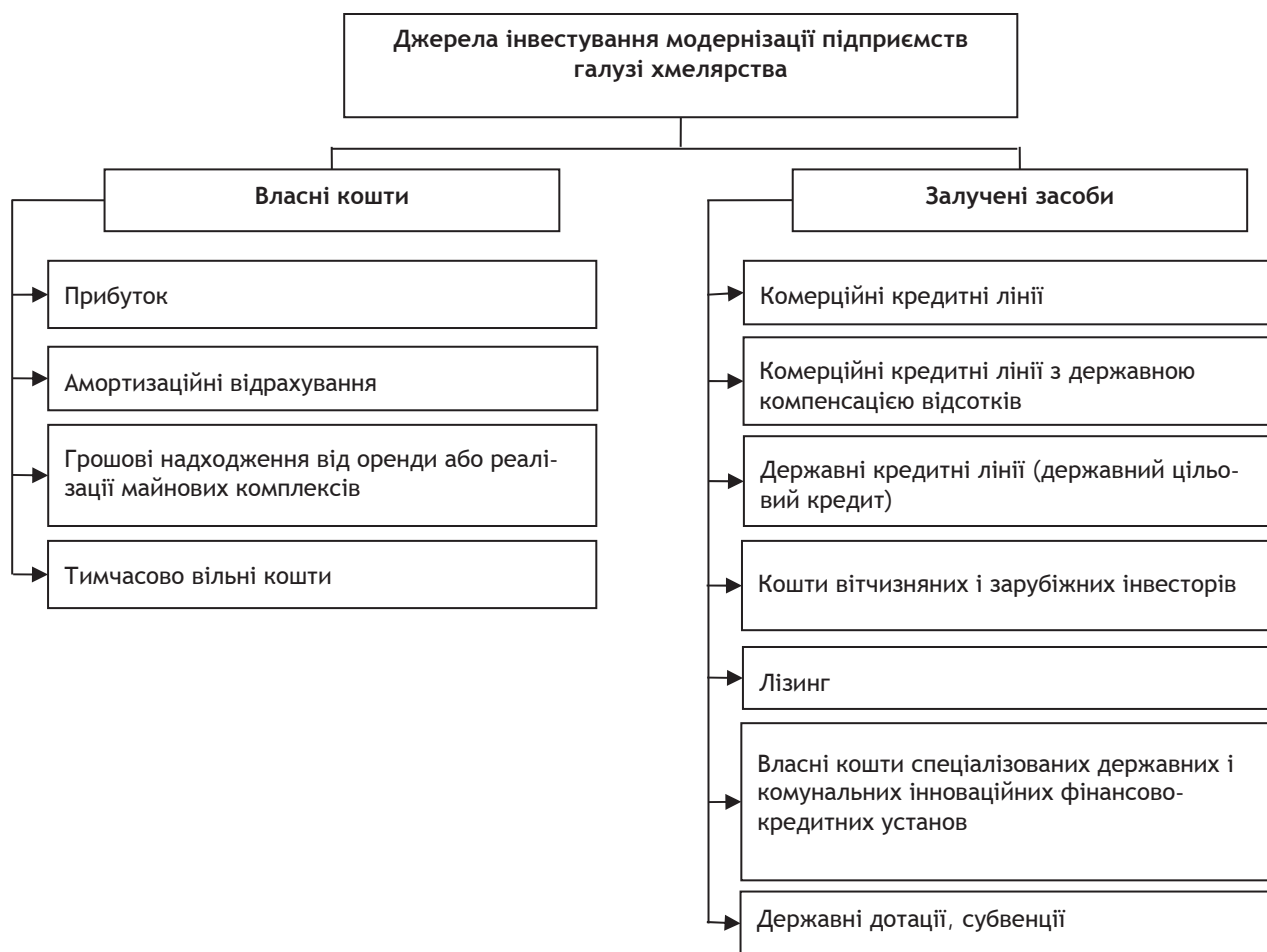 Джерела інвестування модернізації підприємств
галузі хмелярства
Власні кошти
Прибуток
Амортизаційні відрахування
Грошові надходження від оренди або реалі-
зації майнових комплексів
Тимчасово вільні кошти
Залучені засоби
Комерційні кредитні лінії
Комерційні кредитні лінії з державною
компенсацією відсотків
Державні кредитні лінії (державний цільо-
вий кредит)
Кошти вітчизняних і зарубіжних інвесторів
Лізинг
Власні кошти спеціалізованих державних і
комунальних інноваційних фінансово-
кредитних установ
Державні дотації, субвенції